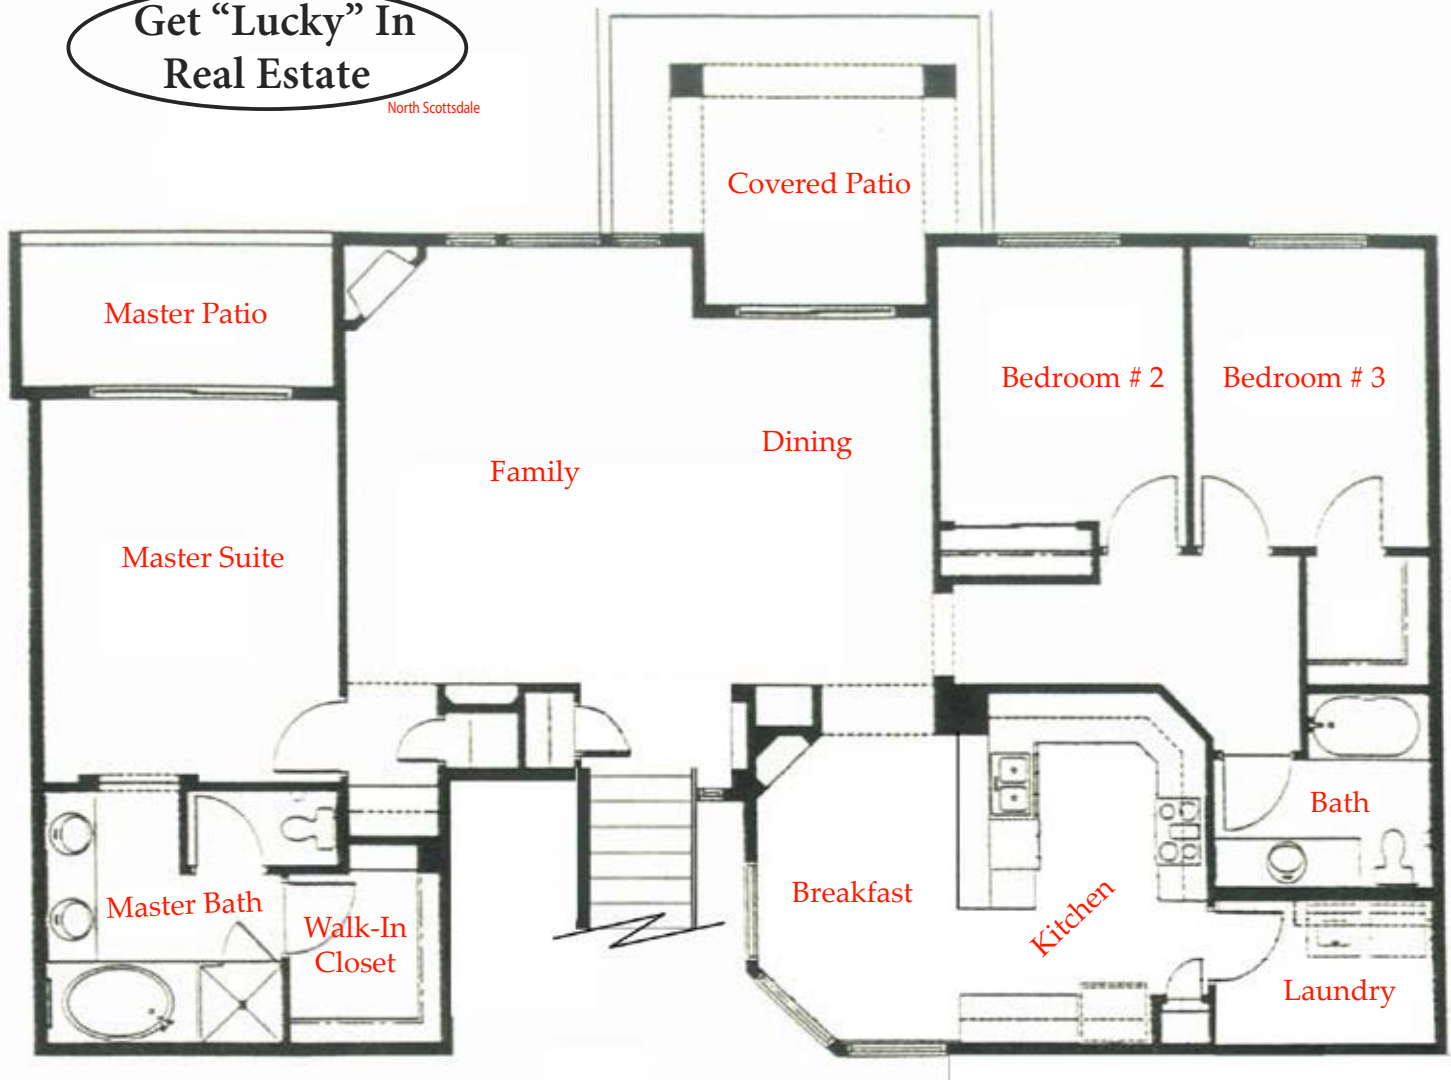 Get “Lucky” In
Real Estate
North Scottsdale
Covered Patio
Master Patio
Bedroom # 2
Bedroom # 3
Dining
Family
Master Suite
Bath
Breakfast
Kitchen
Master Bath
Walk-In
Closet
Laundry